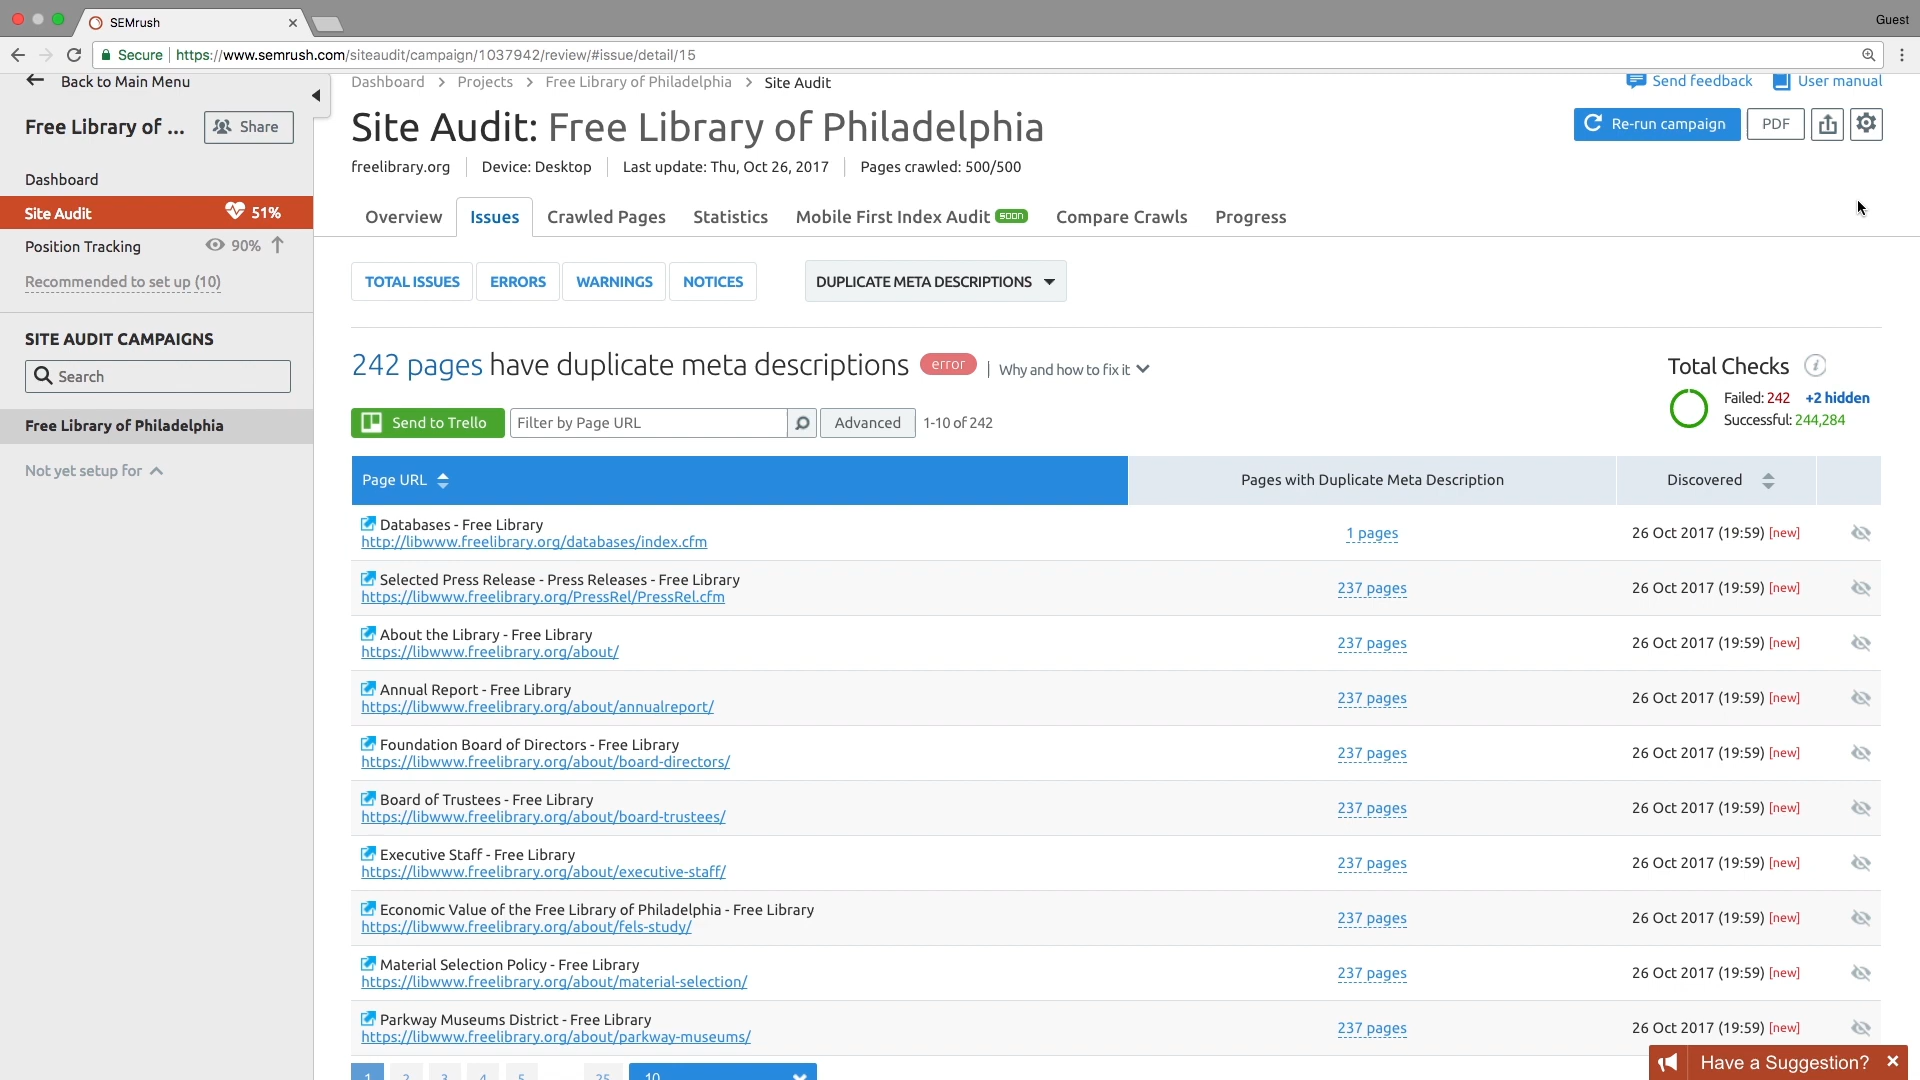 SEMrush
Guest
Secure https://www.semrush.com/siteaudit/campaign/1037942/review/#issue/detail/15
Back to Main Menu
Free Library of ...
Share
Dashboard
Site Audit
51%
Position Tracking
90%
Recommended to set up (10)
SITE AUDIT CAMPAIGNS
Search
Free Library of Philadelphia
Not yet setup for
Dashboard
Projects
Free Library of Philadelphia
Site Audit
Send feedback
User manual
Site Audit: Free Library of Philadelphia
Re-run campaign
PDF
freelibrary.org
Device: Desktop
Last update: Thu, Oct 26, 2017
Pages crawled: 500/500
Overview
Issues
Crawled Pages
Statistics
Mobile First Index Audit
soon
Compare Crawls
Progress
TOTAL ISSUES
ERRORS
WARNINGS
NOTICES
DUPLICATE META DESCRIPTIONS
242 pages have duplicate meta descriptions
error
Why and how to fix it
Total Checks
Failed: 242 +2 hidden
Successful: 244,284
Send to Trello
Filter by Page URL
Advanced
1-10 of 242
Page URL
Pages with Duplicate Meta Description
Discovered
Databases - Free Library
http://libwww.freelibrary.org/databases/index.cfm
1 pages
26 Oct 2017 (19:59) [new]
Selected Press Release - Press Releases - Free Library
https://libwww.freelibrary.org/PressRel/PressRel.cfm
237 pages
26 Oct 2017 (19:59) [new]
About the Library - Free Library
https://libwww.freelibrary.org/about/
237 pages
26 Oct 2017 (19:59) [new]
Annual Report - Free Library
https://libwww.freelibrary.org/about/annualreport/
237 pages
26 Oct 2017 (19:59) [new]
Foundation Board of Directors - Free Library
https://libwww.freelibrary.org/about/board-directors/
237 pages
26 Oct 2017 (19:59) [new]
Board of Trustees - Free Library
https://libwww.freelibrary.org/about/board-trustees/
237 pages
26 Oct 2017 (19:59) [new]
Executive Staff - Free Library
https://libwww.freelibrary.org/about/executive-staff/
237 pages
26 Oct 2017 (19:59) [new]
Economic Value of the Free Library of Philadelphia - Free Library
https://libwww.freelibrary.org/about/fels-study/
237 pages
26 Oct 2017 (19:59) [new]
Material Selection Policy - Free Library
https://libwww.freelibrary.org/about/material-selection/
237 pages
26 Oct 2017 (19:59) [new]
Parkway Museums District - Free Library
https://libwww.freelibrary.org/about/parkway-museums/
237 pages
26 Oct 2017 (19:59) [new]
1 2 3 4 5 ... 25
10
Have a Suggestion?